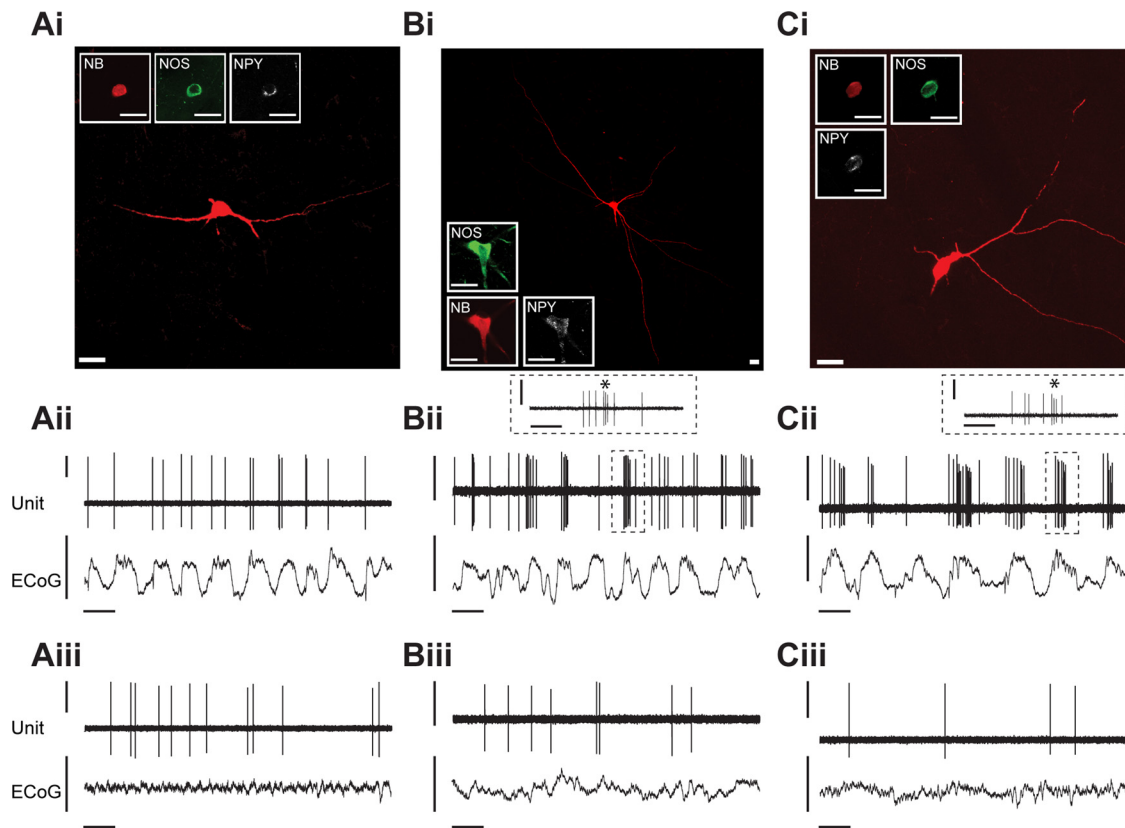 Ai
Bi
Ci
NB NOS NPY
NOS
NB NPY
NB NOS
NPY
*
*
Aii
Bii
Cii
Unit
ECoG
Aiii
Biii
Ciii
Unit
ECoG